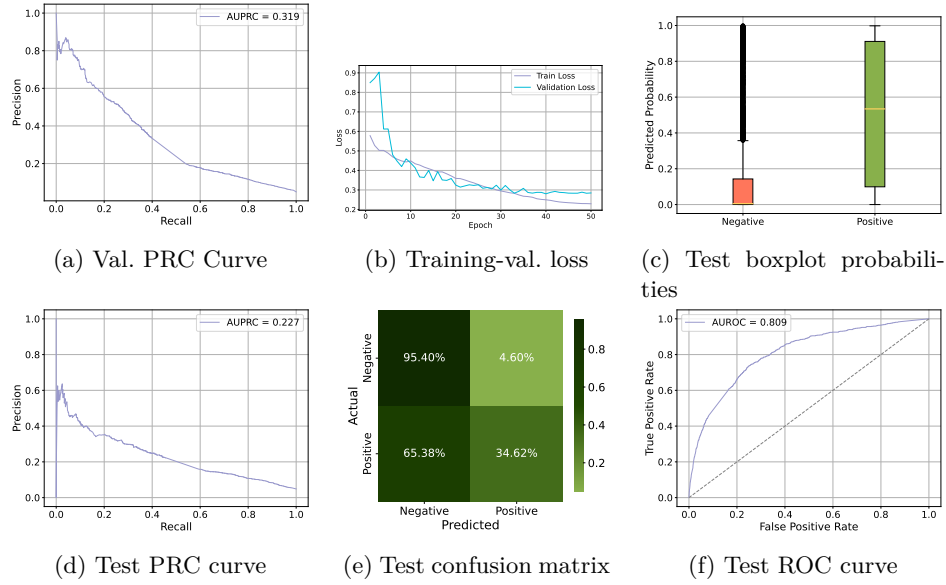 AUPRC = 0.319
1.0
0.8
0.6
0.4
0.2
Precision
0.0 0.2 0.4 0.6 0.8 1.0
Recall
(a) Val. PRC Curve
Train Loss
Validation Loss
0.9
0.8
0.7
0.6
0.5
0.4
0.3
0.2
Loss
0 10 20 30 40 50
Epoch
(b) Training-val. loss
1.0
0.8
0.6
0.4
0.2
0.0
Predicted Probability
Negative Positive
(c) Test boxplot probabili-
ties
AUPRC = 0.227
1.0
0.8
0.6
0.4
0.2
0.0
Precision
0.0 0.2 0.4 0.6 0.8 1.0
Recall
(d) Test PRC curve
Actual
Negative
Positive
95.40% 4.60%
65.38% 34.62%
Negative Positive
Predicted
0.8
0.6
0.4
0.2
(e) Test confusion matrix
AUROC = 0.809
1.0
0.8
0.6
0.4
0.2
0.0
True Positive Rate
0.0 0.2 0.4 0.6 0.8 1.0
False Positive Rate
(f) Test ROC curve